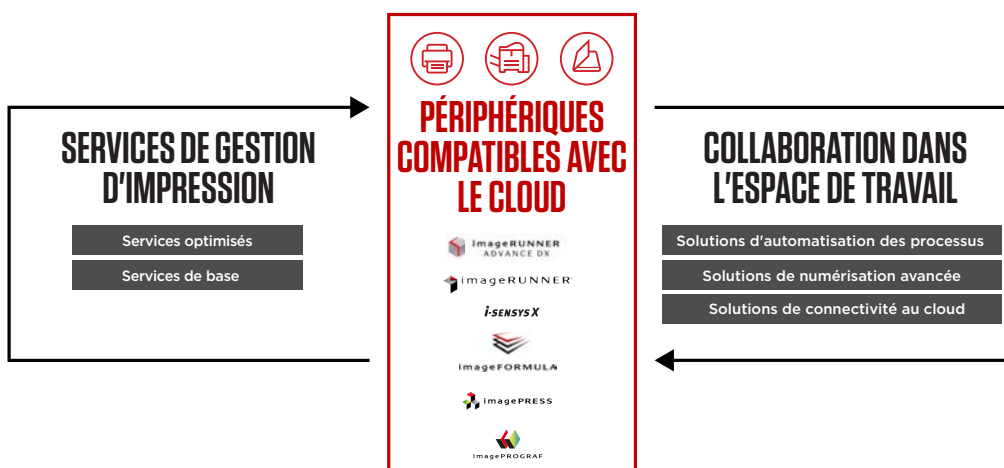 SERVICES DE GESTION
D'IMPRESSION
Services optimisés
Services de base
PÉRIPHÉRIQUES
COMPATIBLES AVEC
LE CLOUD
imageRUNNER
ADVANCE DX
imageRUNNER
i-SENSYS X
imageFORMULA
imagePRESS
imagePROGRAF
COLLABORATION DANS
L'ESPACE DE TRAVAIL
Solutions d'automatisation des processus
Solutions de numérisation avancée
Solutions de connectivité au cloud